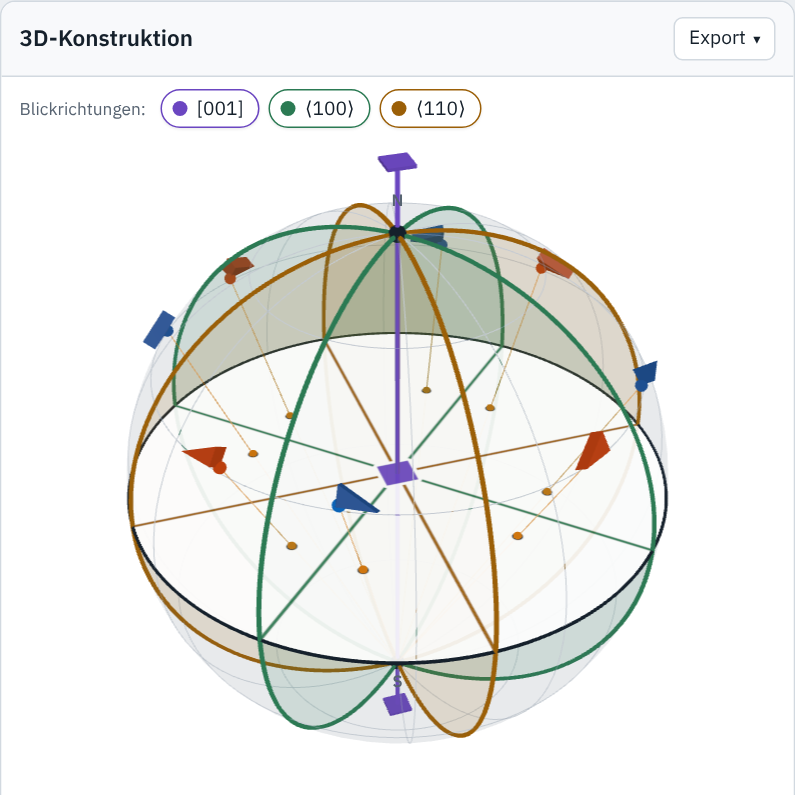 3D-Konstruktion
Export ▾
Blickrichtungen: [001] ⟨100⟩ ⟨110⟩
N
S